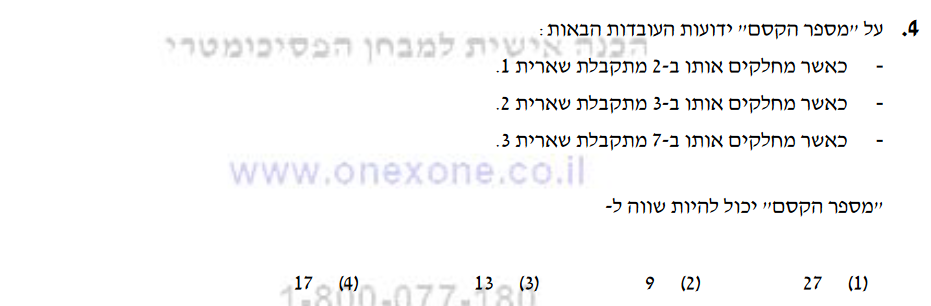 4. על ״מספר הקסם״ ידועות העובדות הבאות:
הכנה אישית למבחן הפסיכומטרי
- כאשר מחלקים אותו ב-2 מתקבלת שארית 1.
- כאשר מחלקים אותו ב-3 מתקבלת שארית 2.
- כאשר מחלקים אותו ב-7 מתקבלת שארית 3.
www.onexone.co.il
״מספר הקסם״ יכול להיות שווה ל-
(1) 27 (2) 9 (3) 13 (4) 17
1-800-077-180